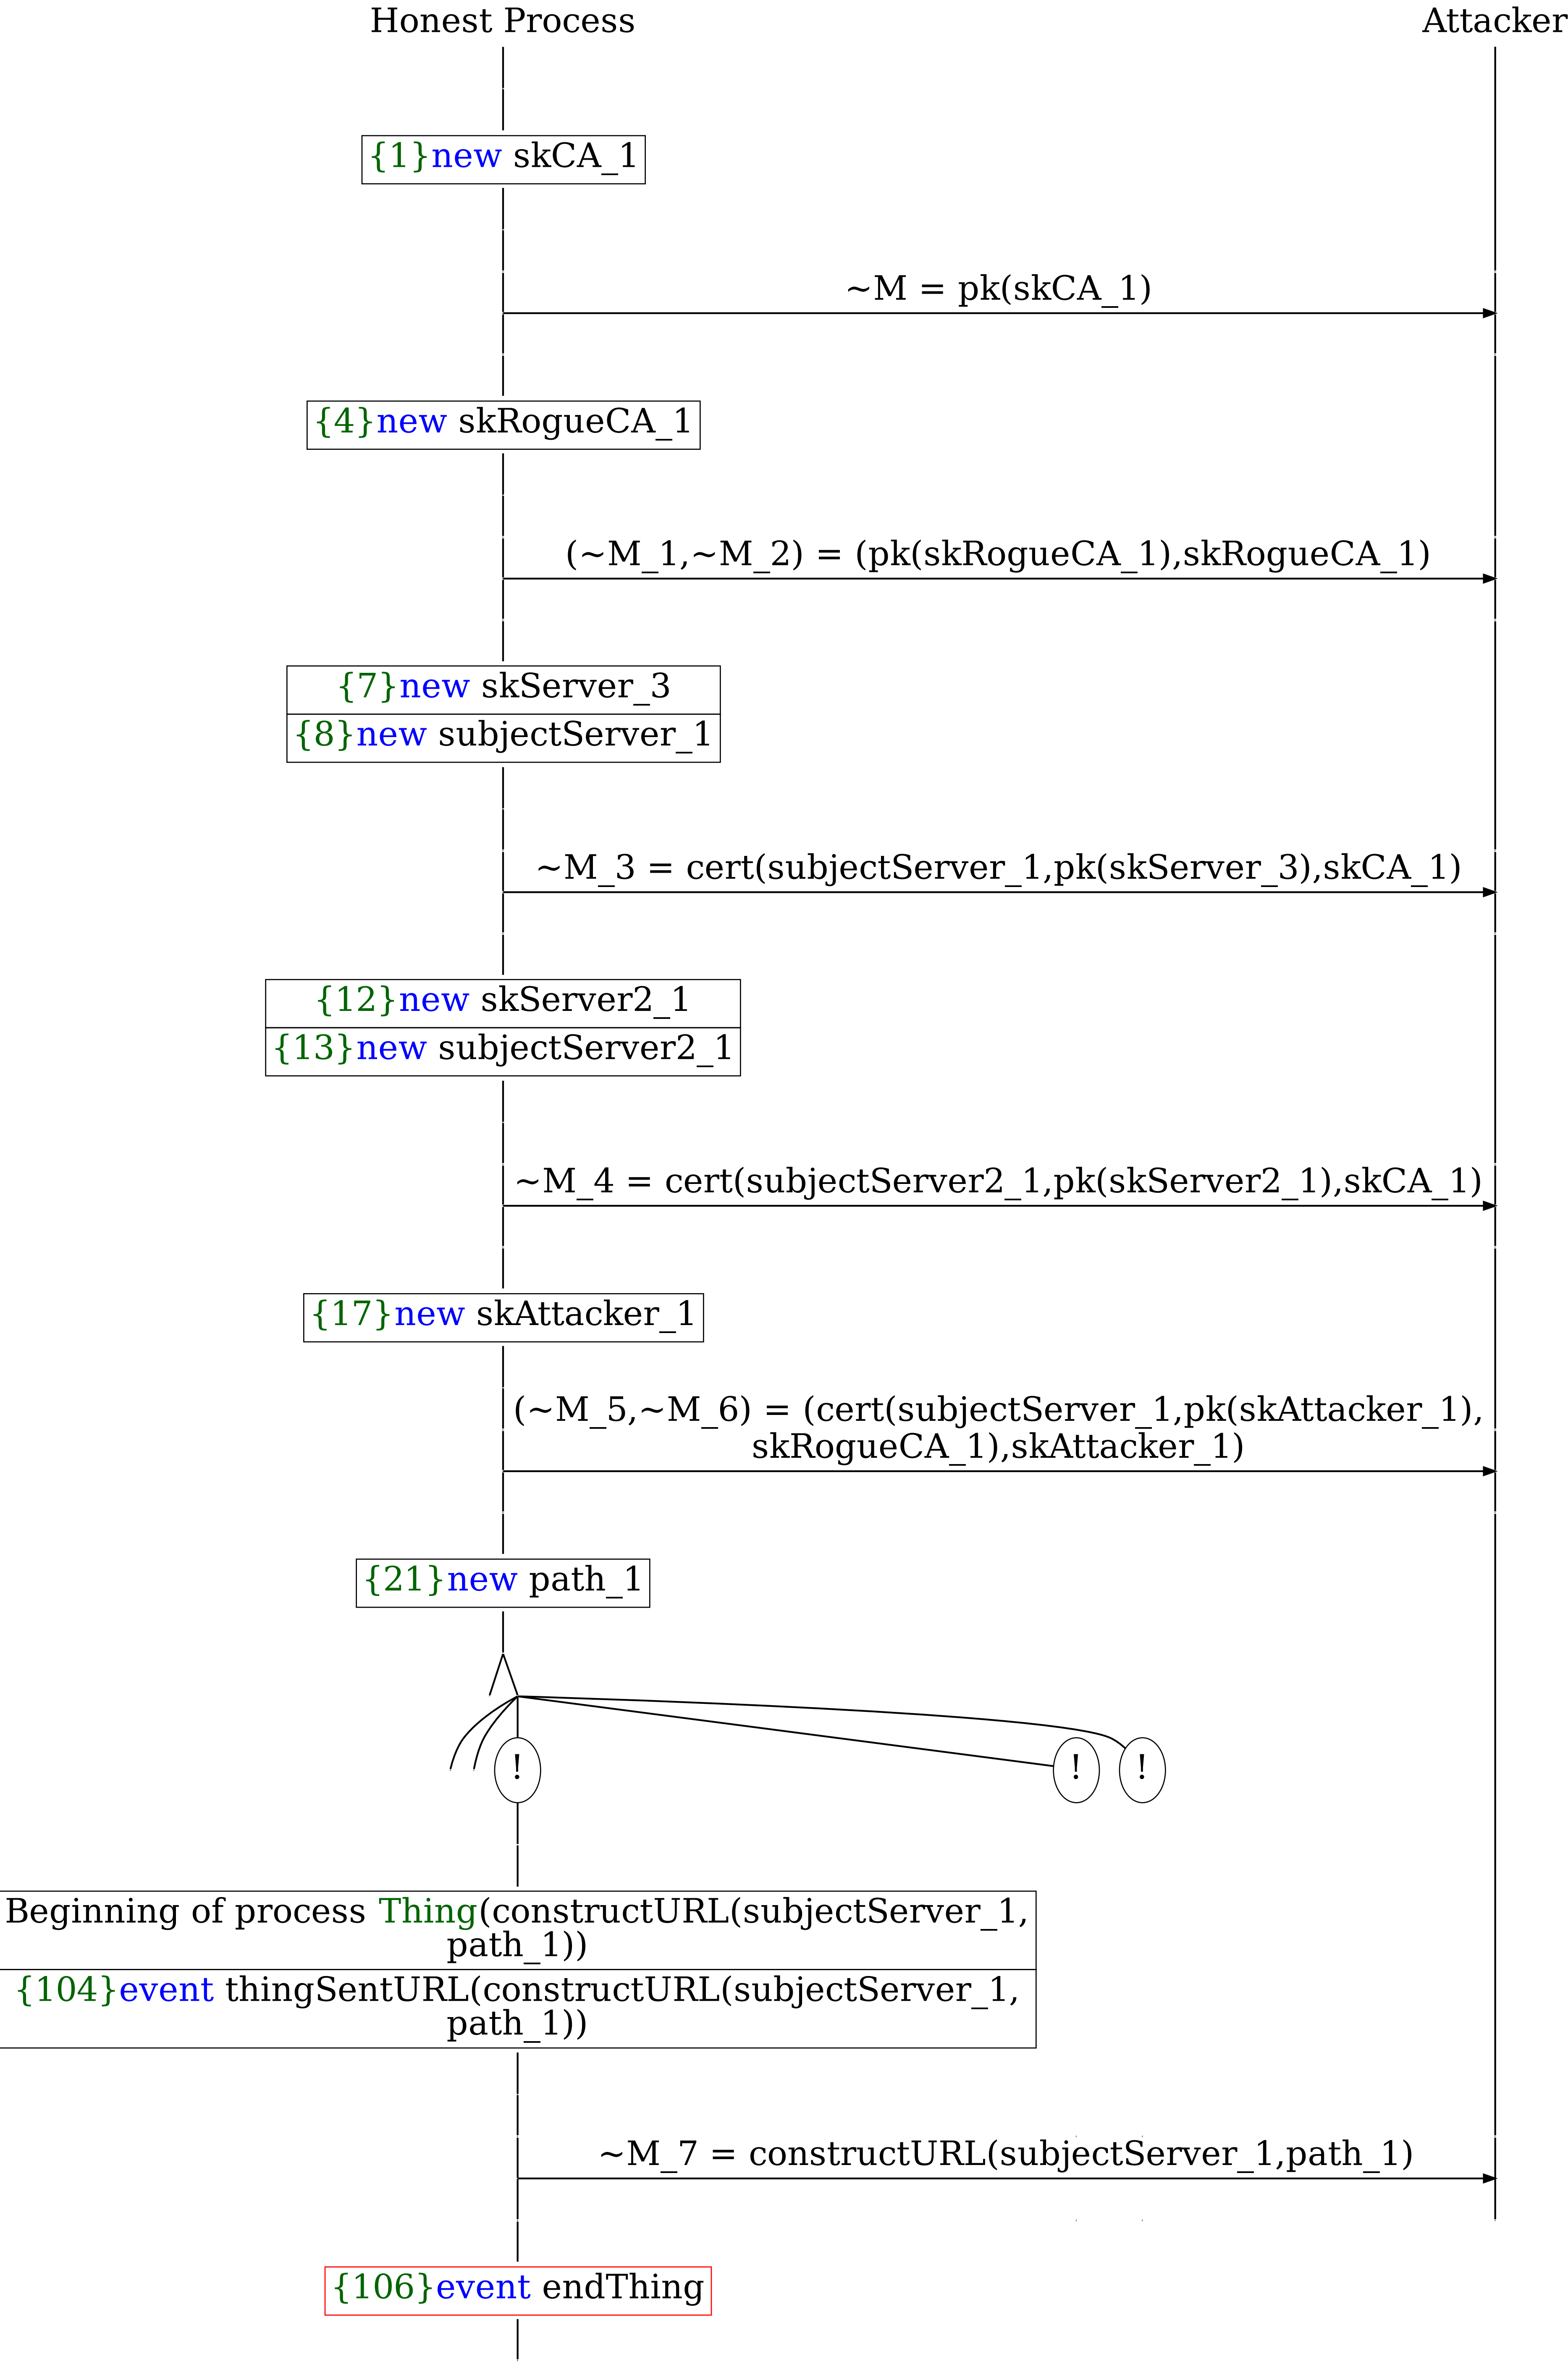 Honest Process
Attacker
{1}new skCA_1
~M = pk(skCA_1)
{4}new skRogueCA_1
(~M_1,~M_2) = (pk(skRogueCA_1),skRogueCA_1)
{7}new skServer_3
{8}new subjectServer_1
~M_3 = cert(subjectServer_1,pk(skServer_3),skCA_1)
{12}new skServer2_1
{13}new subjectServer2_1
~M_4 = cert(subjectServer2_1,pk(skServer2_1),skCA_1)
{17}new skAttacker_1
(~M_5,~M_6) = (cert(subjectServer_1,pk(skAttacker_1),
skRogueCA_1),skAttacker_1)
{21}new path_1
! ! !
Beginning of process Thing(constructURL(subjectServer_1,
path_1))
{104}event thingSentURL(constructURL(subjectServer_1,
path_1))
~M_7 = constructURL(subjectServer_1,path_1)
{106}event endThing